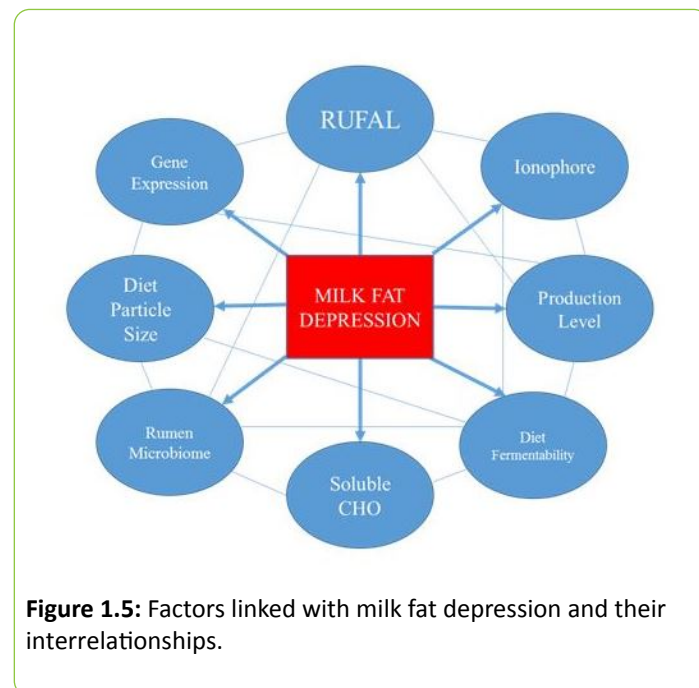 RUFAL
Gene
Expression
Ionophore
Diet
Particle
Size
MILK FAT
DEPRESSION
Production
Level
Rumen
Microbiome
Soluble
CHO
Diet
Fermentability
Figure 1.5: Factors linked with milk fat depression and their
interrelationships.